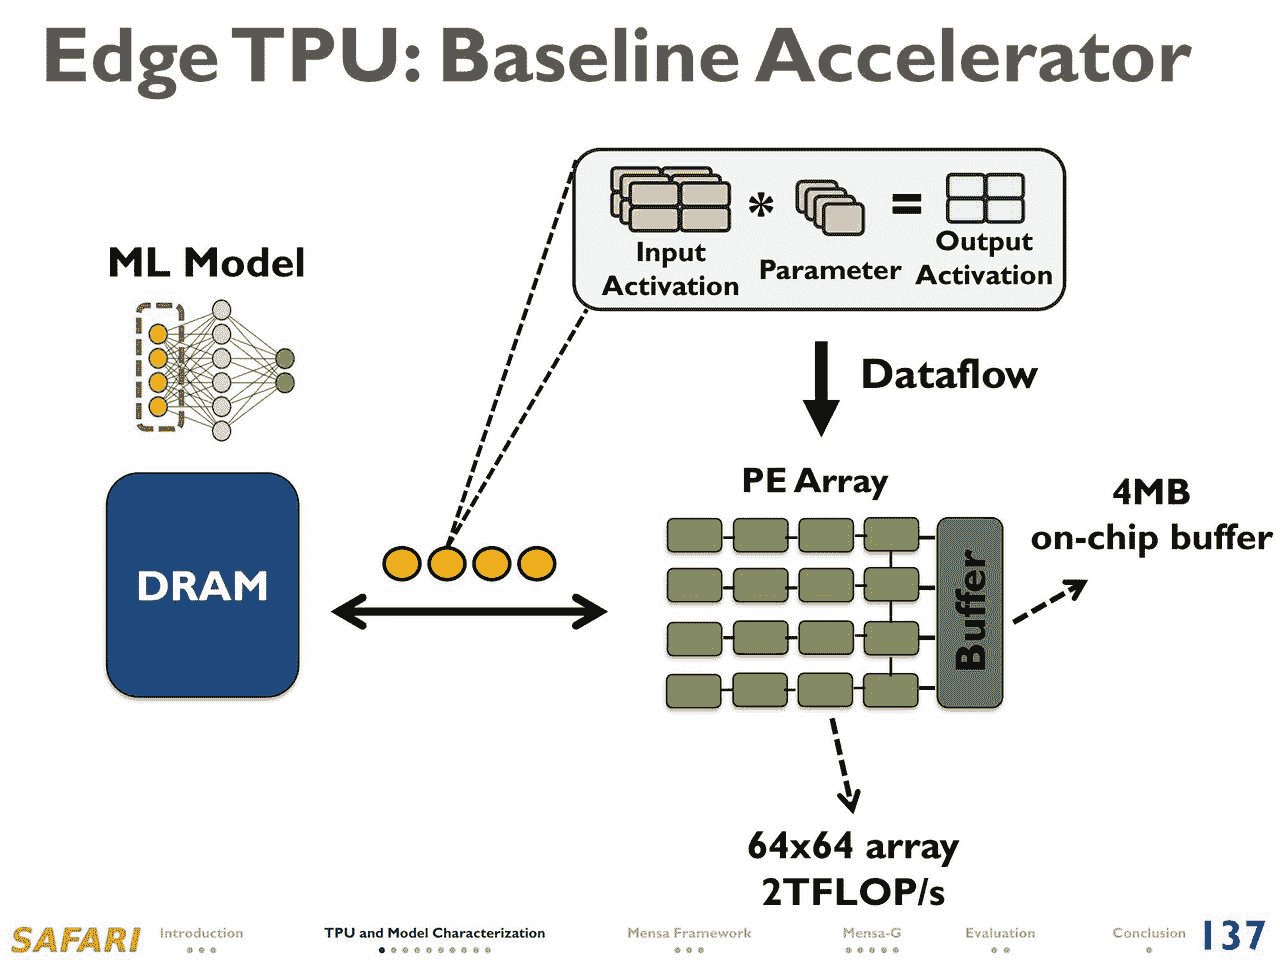 Edge TPU: Baseline Accelerator
* =
Input
Activation
Parameter
Output
Activation
ML Model
Dataflow
PE Array
4MB
on-chip buffer
DRAM
Buffer
64x64 array
2TFLOP/s
SAFARI
Introduction
TPU and Model Characterization
Mensa Framework
Mensa-G
Evaluation
Conclusion
137